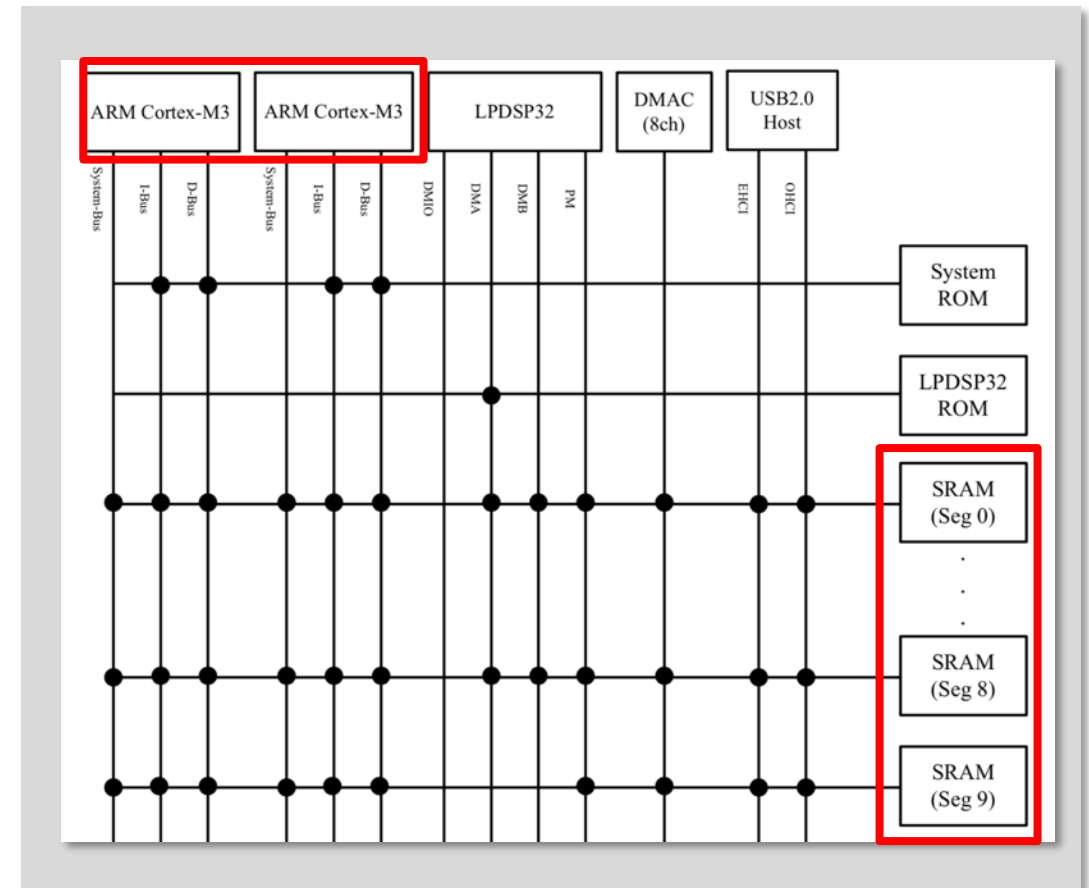 ARM Cortex-M3
ARM Cortex-M3
LPDSP32
DMAC
(8ch)
USB2.0
Host
System-Bus
I-Bus
D-Bus
System-Bus
I-Bus
D-Bus
DMIO
DMA
DMB
PM
EHCI
OHCI
System
ROM
LPDSP32
ROM
SRAM
(Seg 0)
.
.
.
SRAM
(Seg 8)
SRAM
(Seg 9)